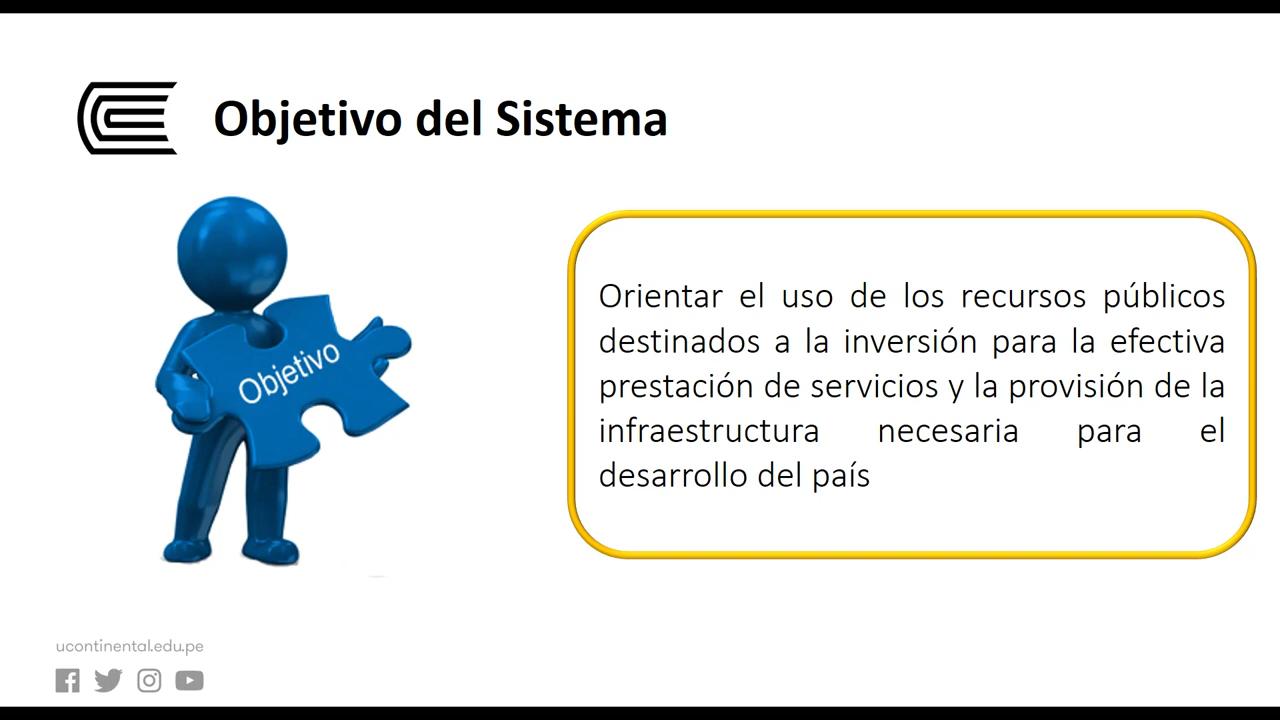 Objetivo del Sistema
Objetivo
Orientar el uso de los recursos públicos
destinados a la inversión para la efectiva
prestación de servicios y la provisión de la
infraestructura necesaria para el
desarrollo del país
ucontinental.edu.pe